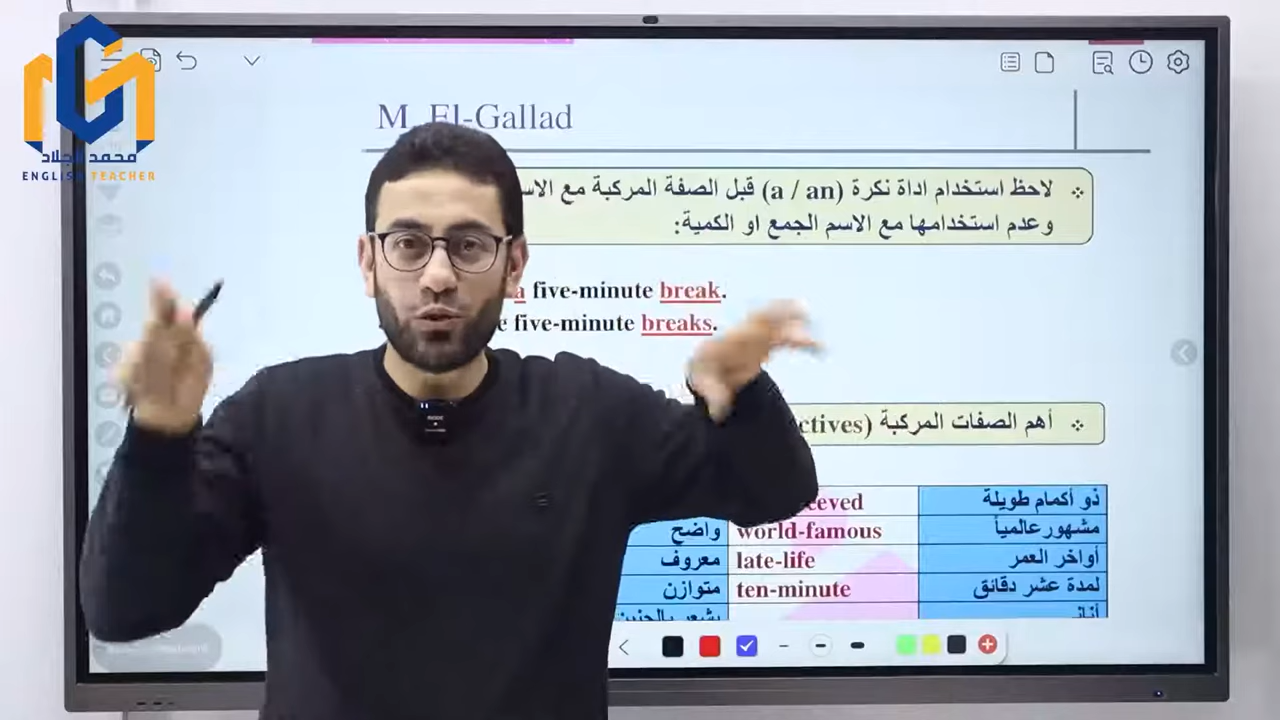 محمد الجلاد
ENGLISH TEACHER
M. El-Gallad
لاحظ استخدام اداة نكرة (a / an) قبل الصفة المركبة مع
وعدم استخدامها مع الاسم الجمع او الكمية:
a five-minute break.
five-minute breaks.
أهم الصفات المركبة
ذو أكمام طويلة
واضح world-famous مشهور عالمياً
معروف late-life أواخر العمر
متوازن ten-minute لمدة عشر دقائق
يشعر بالحنين